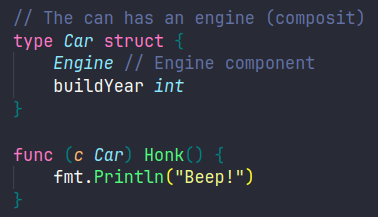 // The can has an engine (composit)
type Car struct {
    Engine // Engine component
    buildYear int
}
func (c Car) Honk() {
    fmt.Println("Beep!")
}